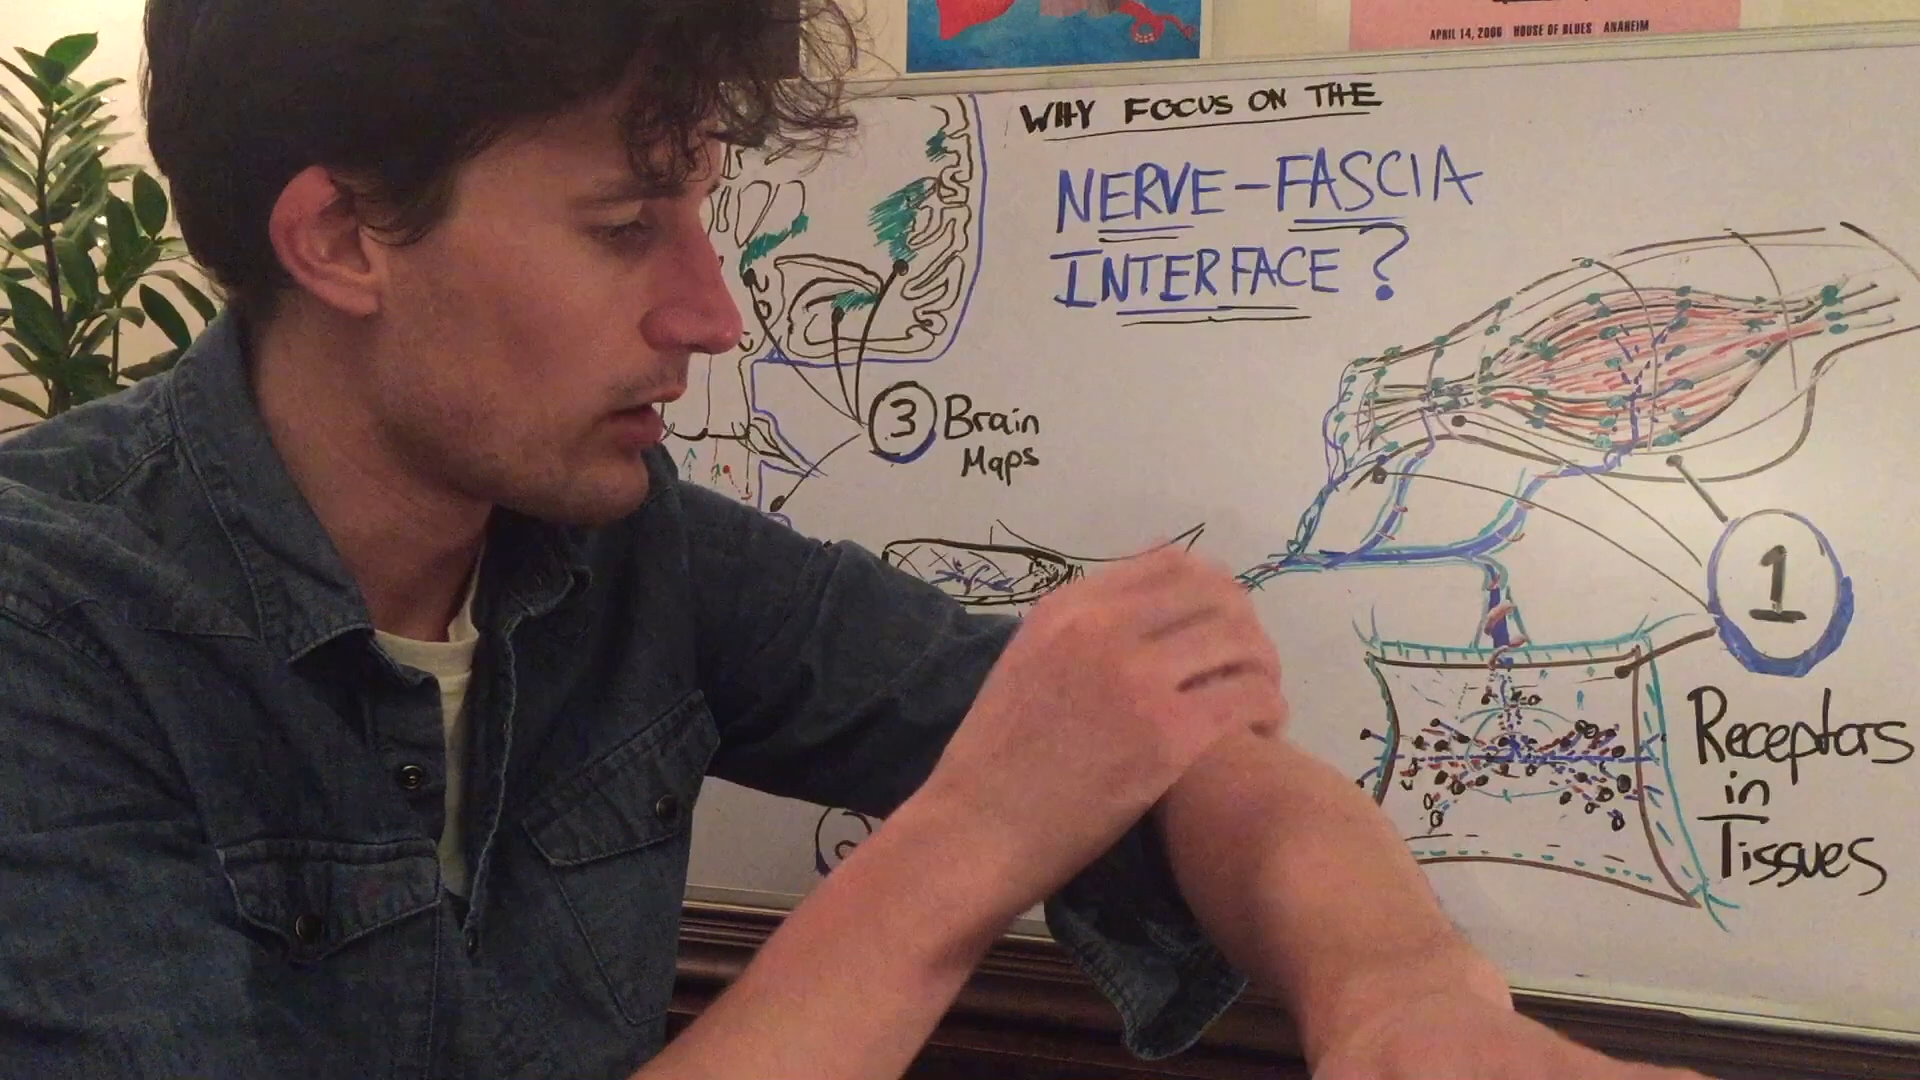 APRIL 14, 2006 HOUSE OF BLUES ANAHEIM
WHY FOCUS ON THE
NERVE-FASCIA
INTERFACE?
3 Brain
Maps
1
Receptors
in
Tissues